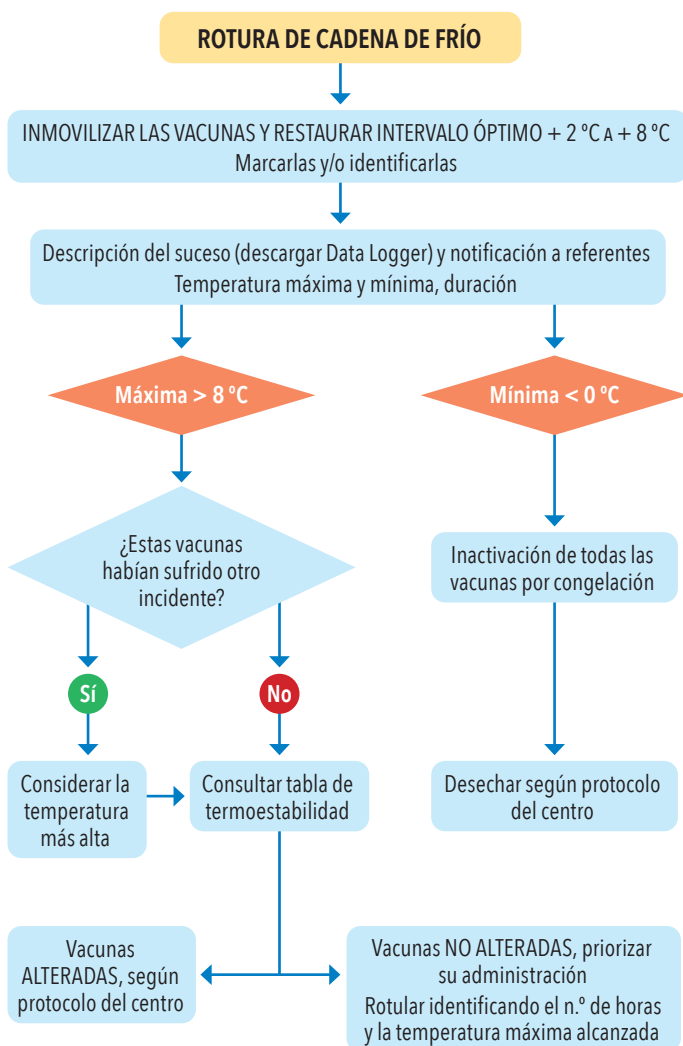 ROTURA DE CADENA DE FRÍO
INMOVILIZAR LAS VACUNAS Y RESTAURAR INTERVALO ÓPTIMO + 2 ºC A + 8 ºC
Marcarlas y/o identificarlas
Descripción del suceso (descargar Data Logger) y notificación a referentes
Temperatura máxima y mínima, duración
Máxima > 8 ºC
Mínima < 0 ºC
¿Estas vacunas
habían sufrido otro
incidente?
Inactivación de todas las
vacunas por congelación
Sí
No
Considerar la
temperatura
más alta
Consultar tabla de
termoestabilidad
Desechar según protocolo
del centro
Vacunas
ALTERADAS, según
protocolo del centro
Vacunas NO ALTERADAS, priorizar
su administración
Rotular identificando el n.º de horas
y la temperatura máxima alcanzada